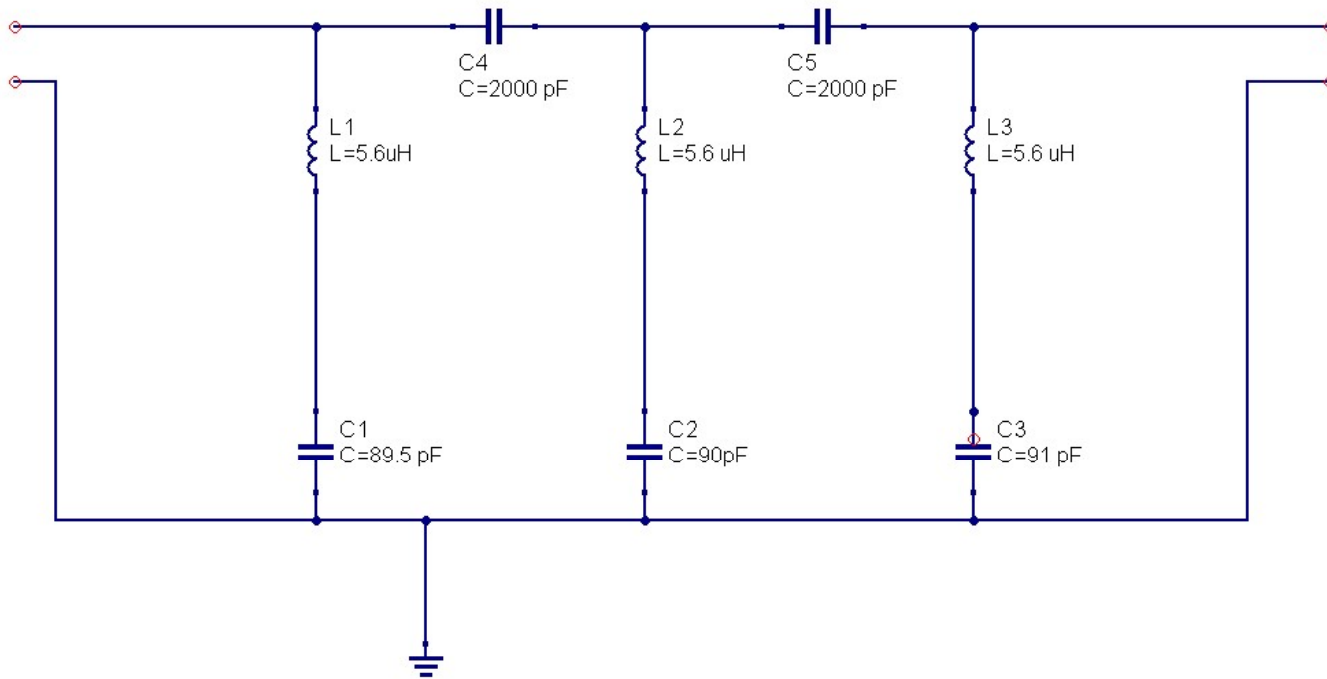 C4
C=2000 pF
C5
C=2000 pF
L1
L=5.6uH
L2
L=5.6 uH
L3
L=5.6 uH
C1
C=89.5 pF
C2
C=90pF
C3
C=91 pF